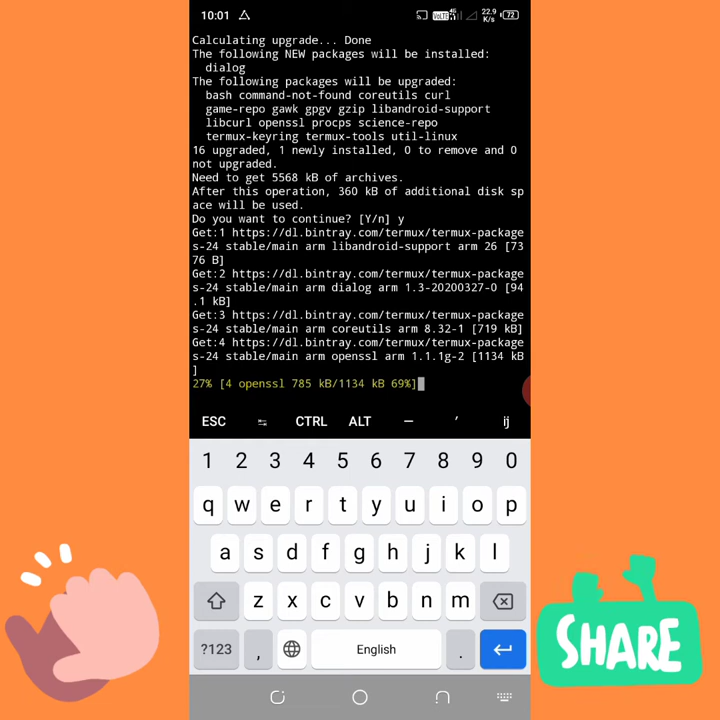 10:01
VoLTE 4G 22.9 K/s 72
Calculating upgrade... Done
The following NEW packages will be installed:
dialog
The following packages will be upgraded:
bash command-not-found coreutils curl
game-repo gawk gpgv gzip libandroid-support
libcurl openssl procps science-repo
termux-keyring termux-tools util-linux
16 upgraded, 1 newly installed, 0 to remove and 0
not upgraded.
Need to get 5568 kB of archives.
After this operation, 360 kB of additional disk sp
ace will be used.
Do you want to continue? [Y/n] y
Get:1 https://dl.bintray.com/termux/termux-package
s-24 stable/main arm libandroid-support arm 26 [73
76 B]
Get:2 https://dl.bintray.com/termux/termux-package
s-24 stable/main arm dialog arm 1.3-20200327-0 [94
.1 kB]
Get:3 https://dl.bintray.com/termux/termux-package
s-24 stable/main arm coreutils arm 8.32-1 [719 kB]
Get:4 https://dl.bintray.com/termux/termux-package
s-24 stable/main arm openssl arm 1.1.1g-2 [1134 kB
]
27% [4 openssl 785 kB/1134 kB 69%]
ESC CTRL ALT — ′ ij
1 2 3 4 5 6 7 8 9 0
q w e r t y u i o p
a s d f g h j k l
z x c v b n m
?123 , English .
SHARE